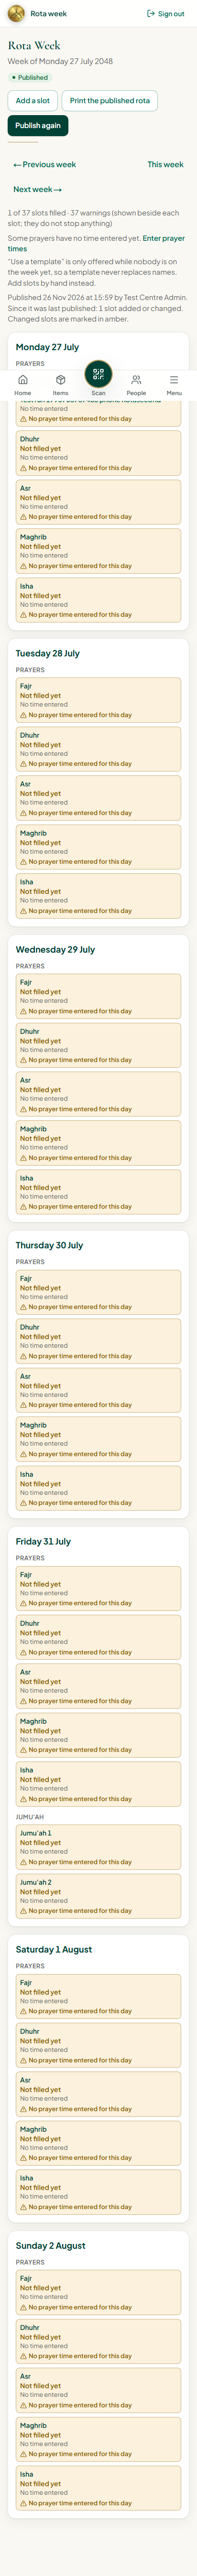 Rota week
Sign out
Rota Week
Week of Monday 27 July 2048
Published
Add a slot
Print the published rota
Publish again
← Previous week
This week
Next week →
1 of 37 slots filled · 37 warnings (shown beside each
slot; they do not stop anything)
Some prayers have no time entered yet. Enter prayer
times
"Use a template" is only offered while nobody is on
the week yet, so a template never replaces names.
Add slots by hand instead.
Published 26 Nov 2026 at 15:59 by Test Centre Admin.
Since it was last published: 1 slot added or changed.
Changed slots are marked in amber.
Monday 27 July
PRAYERS
Home
Items
Scan
People
Menu
No time entered
No prayer time entered for this day
Dhuhr
Not filled yet
No time entered
No prayer time entered for this day
Asr
Not filled yet
No time entered
No prayer time entered for this day
Maghrib
Not filled yet
No time entered
No prayer time entered for this day
Isha
Not filled yet
No time entered
No prayer time entered for this day
Tuesday 28 July
PRAYERS
Fajr
Not filled yet
No time entered
No prayer time entered for this day
Dhuhr
Not filled yet
No time entered
No prayer time entered for this day
Asr
Not filled yet
No time entered
No prayer time entered for this day
Maghrib
Not filled yet
No time entered
No prayer time entered for this day
Isha
Not filled yet
No time entered
No prayer time entered for this day
Wednesday 29 July
PRAYERS
Fajr
Not filled yet
No time entered
No prayer time entered for this day
Dhuhr
Not filled yet
No time entered
No prayer time entered for this day
Asr
Not filled yet
No time entered
No prayer time entered for this day
Maghrib
Not filled yet
No time entered
No prayer time entered for this day
Isha
Not filled yet
No time entered
No prayer time entered for this day
Thursday 30 July
PRAYERS
Fajr
Not filled yet
No time entered
No prayer time entered for this day
Dhuhr
Not filled yet
No time entered
No prayer time entered for this day
Asr
Not filled yet
No time entered
No prayer time entered for this day
Maghrib
Not filled yet
No time entered
No prayer time entered for this day
Isha
Not filled yet
No time entered
No prayer time entered for this day
Friday 31 July
PRAYERS
Fajr
Not filled yet
No time entered
No prayer time entered for this day
Dhuhr
Not filled yet
No time entered
No prayer time entered for this day
Asr
Not filled yet
No time entered
No prayer time entered for this day
Maghrib
Not filled yet
No time entered
No prayer time entered for this day
Isha
Not filled yet
No time entered
No prayer time entered for this day
JUMU'AH
Jumu'ah 1
Not filled yet
No time entered
No prayer time entered for this day
Jumu'ah 2
Not filled yet
No time entered
No prayer time entered for this day
Saturday 1 August
PRAYERS
Fajr
Not filled yet
No time entered
No prayer time entered for this day
Dhuhr
Not filled yet
No time entered
No prayer time entered for this day
Asr
Not filled yet
No time entered
No prayer time entered for this day
Maghrib
Not filled yet
No time entered
No prayer time entered for this day
Isha
Not filled yet
No time entered
No prayer time entered for this day
Sunday 2 August
PRAYERS
Fajr
Not filled yet
No time entered
No prayer time entered for this day
Dhuhr
Not filled yet
No time entered
No prayer time entered for this day
Asr
Not filled yet
No time entered
No prayer time entered for this day
Maghrib
Not filled yet
No time entered
No prayer time entered for this day
Isha
Not filled yet
No time entered
No prayer time entered for this day